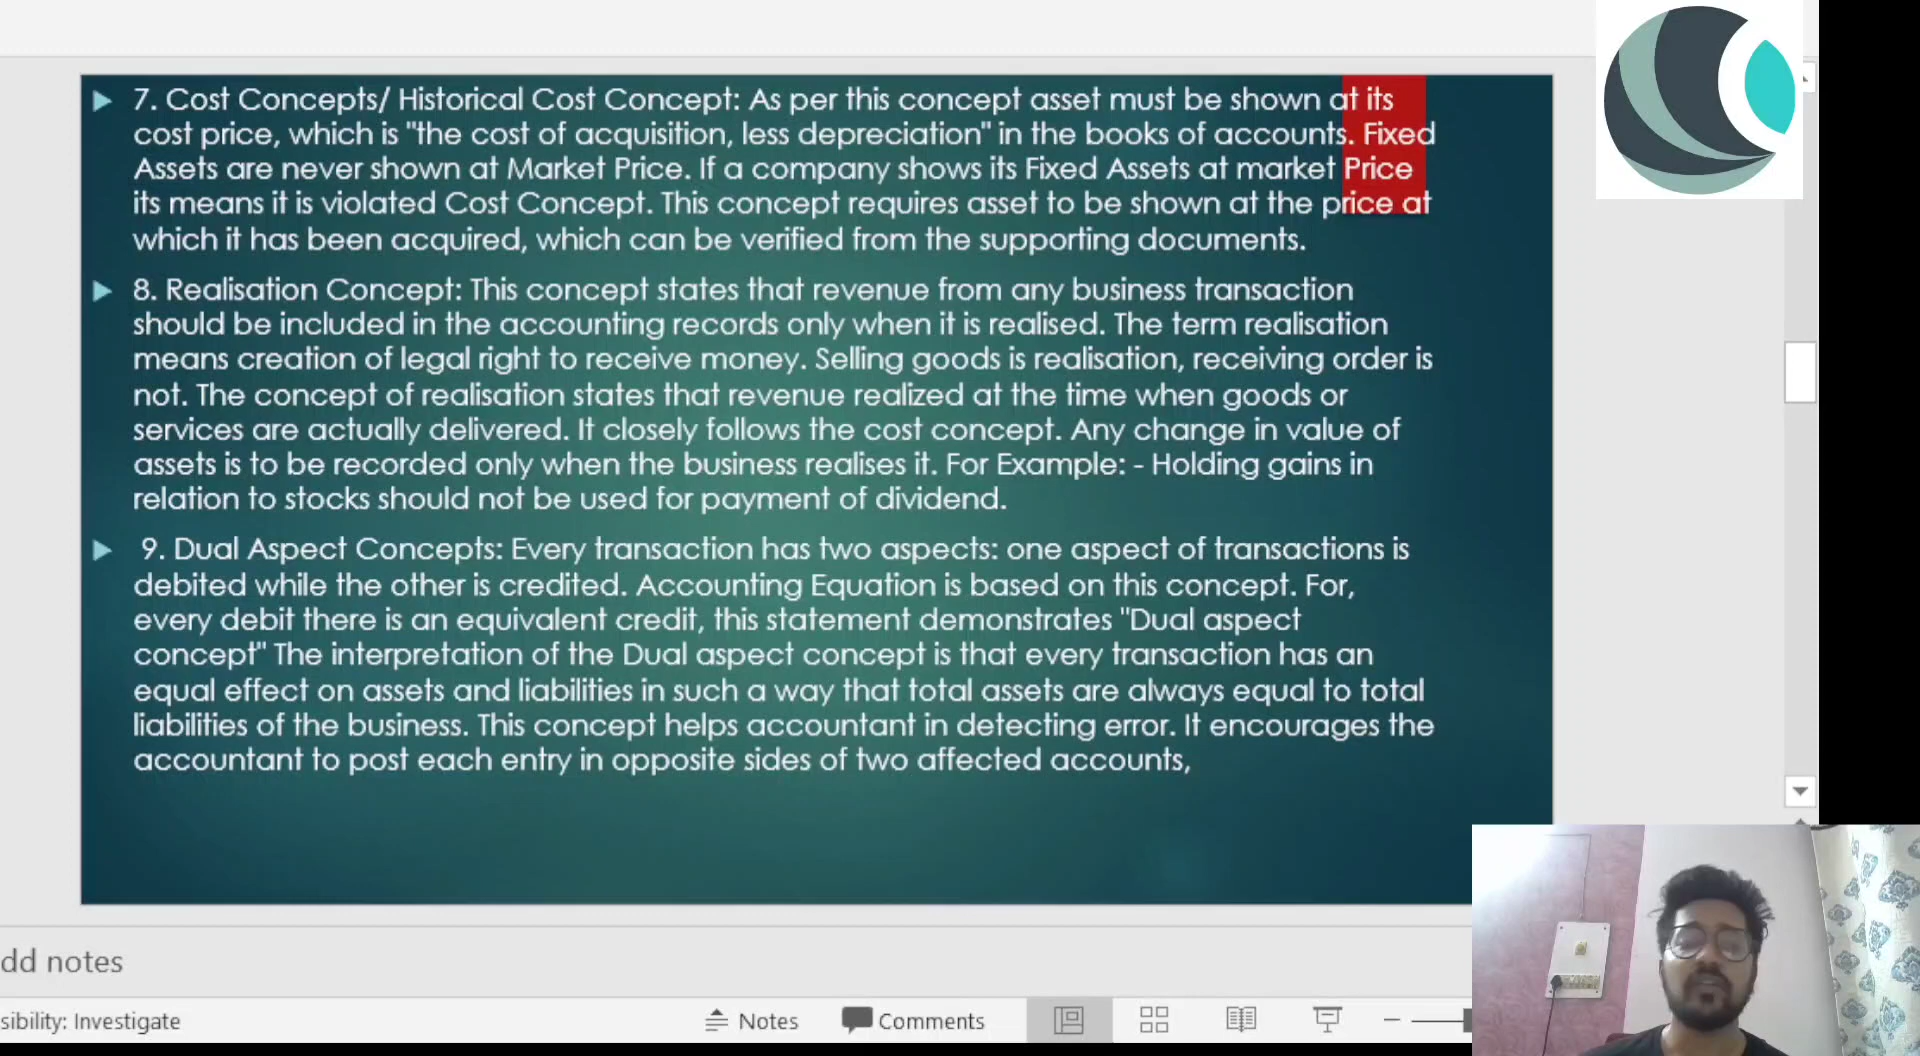 7. Cost Concepts/ Historical Cost Concept: As per this concept asset must be shown at its
cost price, which is "the cost of acquisition, less depreciation" in the books of accounts. Fixed
Assets are never shown at Market Price. If a company shows its Fixed Assets at market Price
its means it is violated Cost Concept. This concept requires asset to be shown at the price at
which it has been acquired, which can be verified from the supporting documents.
8. Realisation Concept: This concept states that revenue from any business transaction
should be included in the accounting records only when it is realised. The term realisation
means creation of legal right to receive money. Selling goods is realisation, receiving order is
not. The concept of realisation states that revenue realized at the time when goods or
services are actually delivered. It closely follows the cost concept. Any change in value of
assets is to be recorded only when the business realises it. For Example: - Holding gains in
relation to stocks should not be used for payment of dividend.
9. Dual Aspect Concepts: Every transaction has two aspects: one aspect of transactions is
debited while the other is credited. Accounting Equation is based on this concept. For,
every debit there is an equivalent credit, this statement demonstrates "Dual aspect
concept" The interpretation of the Dual aspect concept is that every transaction has an
equal effect on assets and liabilities in such a way that total assets are always equal to total
liabilities of the business. This concept helps accountant in detecting error. It encourages the
accountant to post each entry in opposite sides of two affected accounts,
dd notes
sibility: Investigate
Notes
Comments